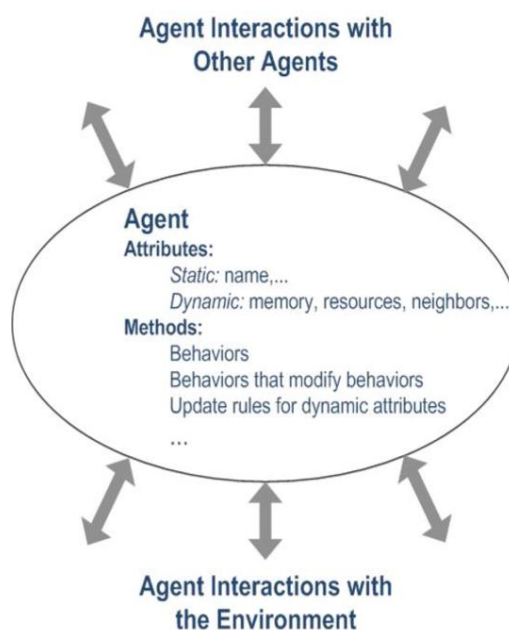 Agent Interactions with
Other Agents
Agent
Attributes:
Static: name,...
Dynamic: memory, resources, neighbors,...
Methods:
Behaviors
Behaviors that modify behaviors
Update rules for dynamic attributes
...
Agent Interactions with
the Environment